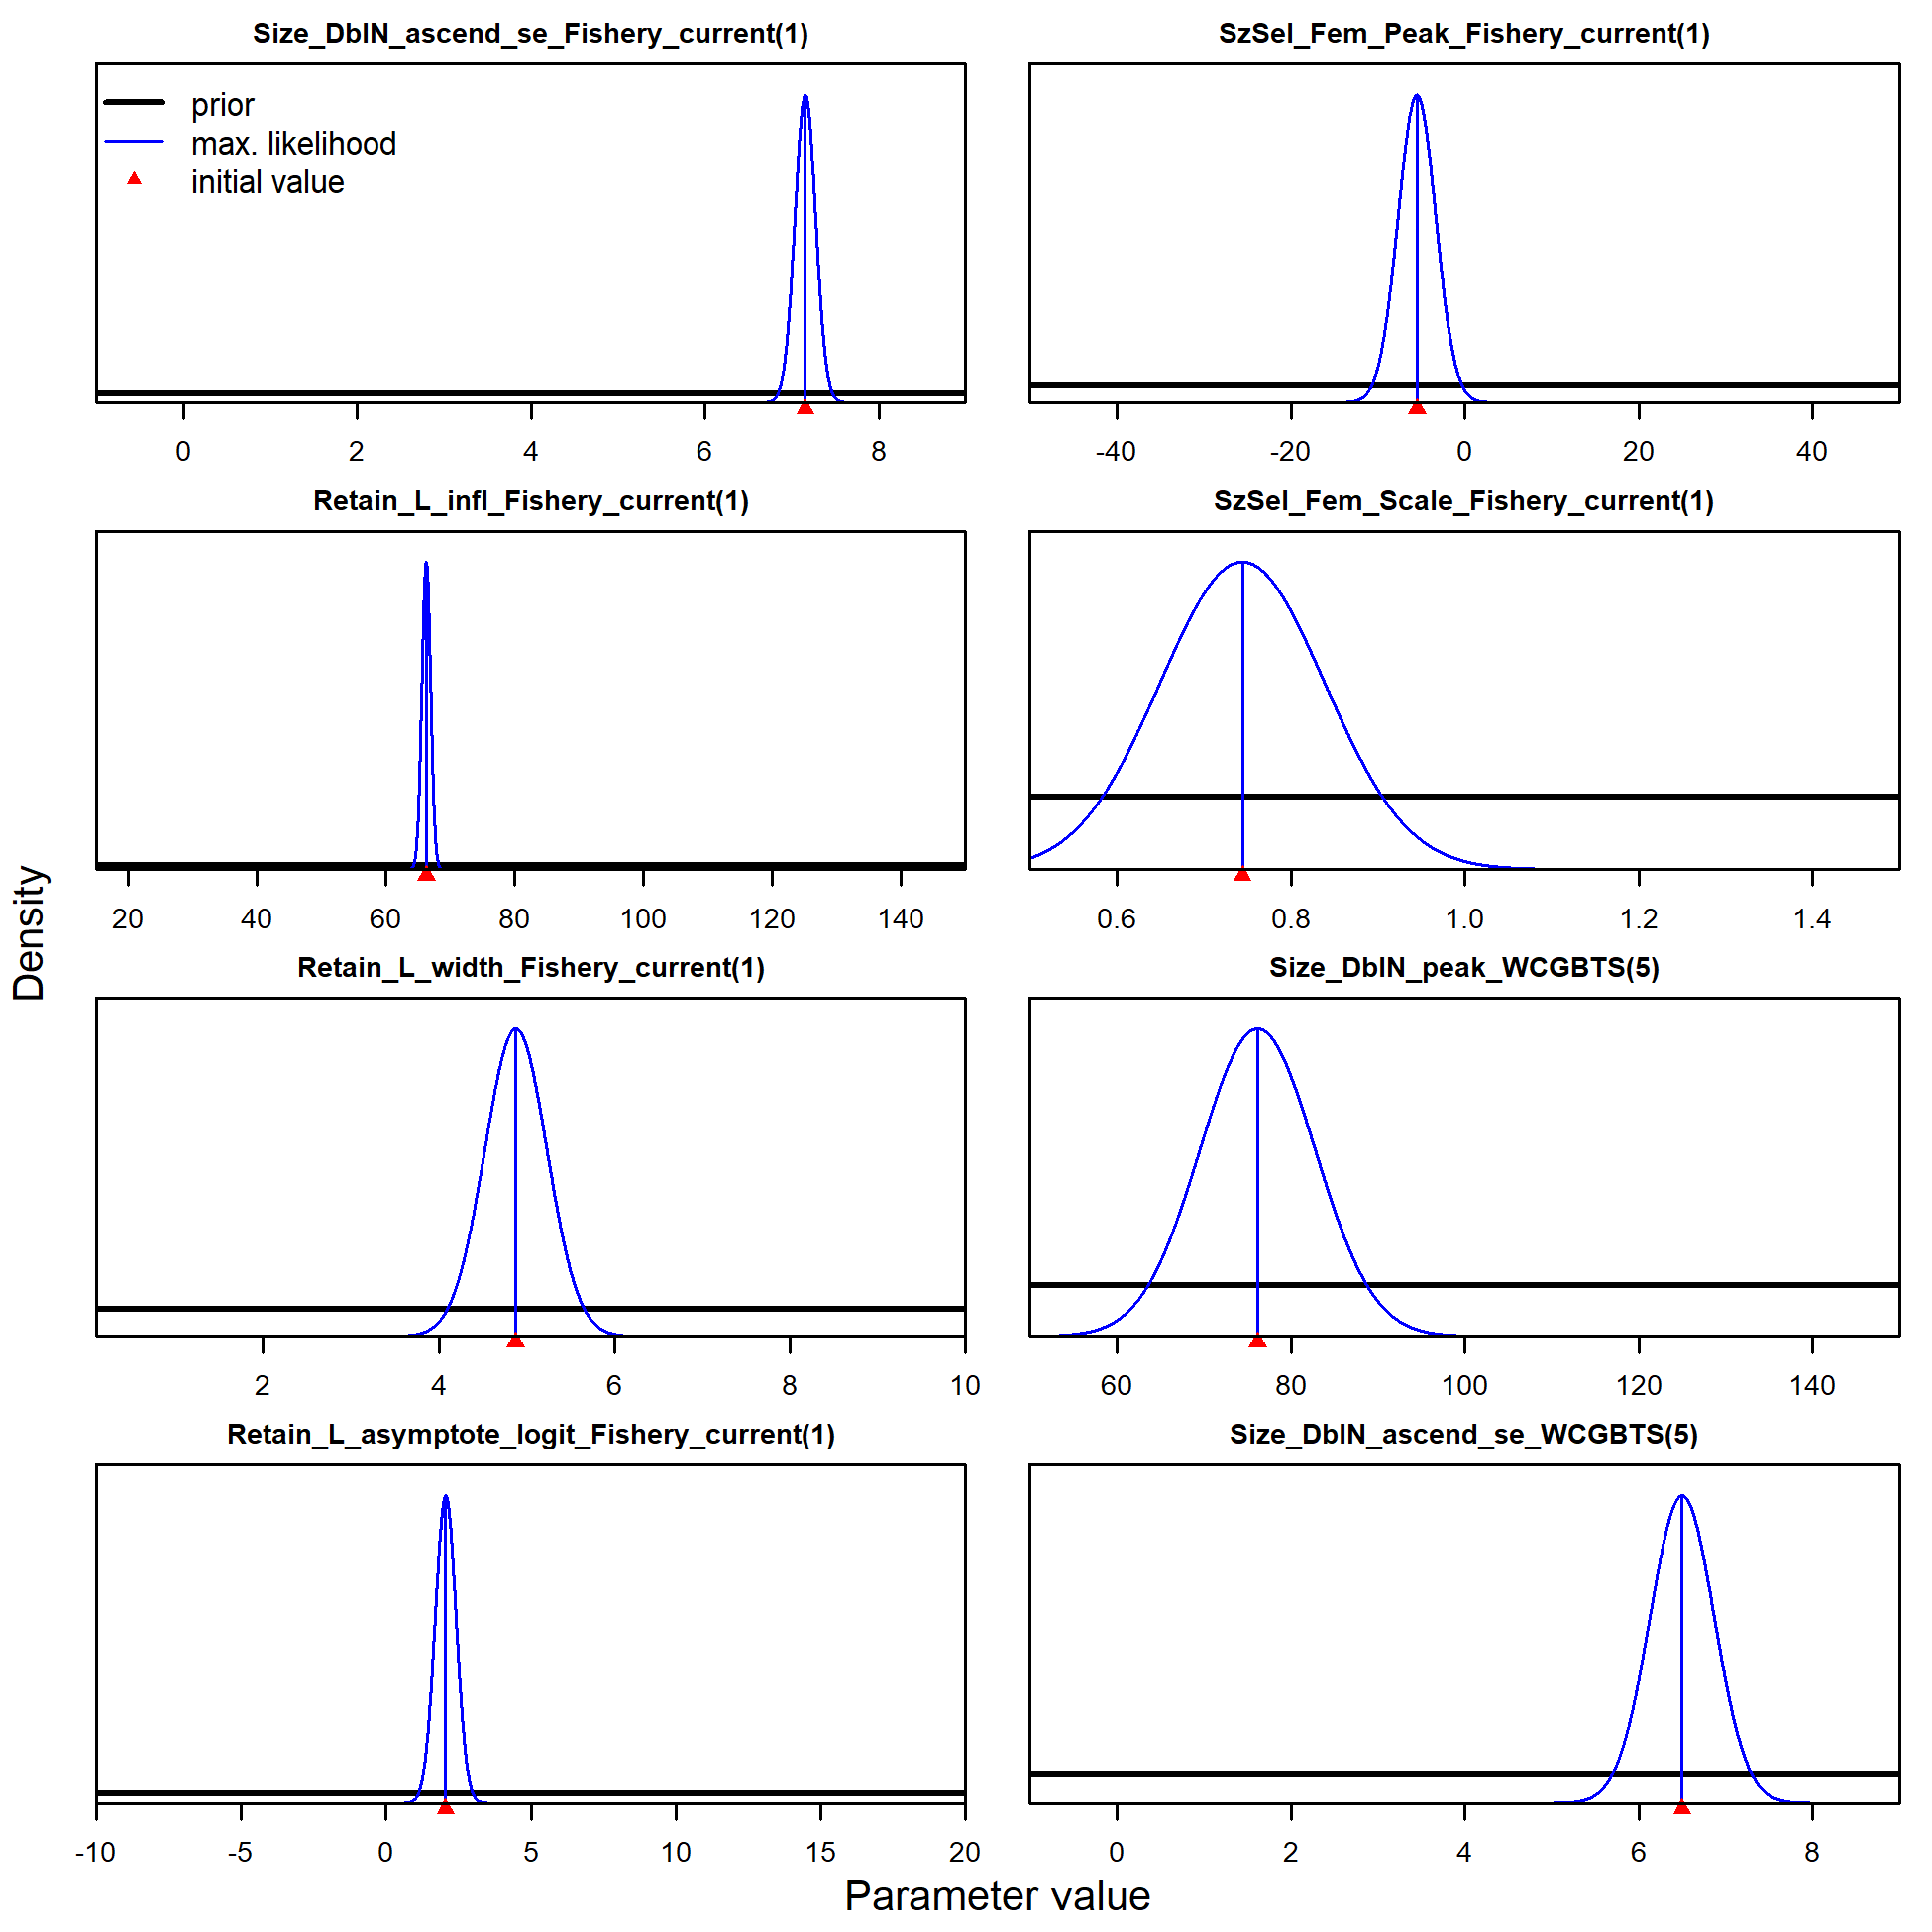 Size_DblN_ascend_se_Fishery_current(1)
prior
max. likelihood
initial value
0 2 4 6 8
SzSel_Fem_Peak_Fishery_current(1)
-40 -20 0 20 40
Retain_L_infl_Fishery_current(1)
20 40 60 80 100 120 140
SzSel_Fem_Scale_Fishery_current(1)
0.6 0.8 1.0 1.2 1.4
Retain_L_width_Fishery_current(1)
2 4 6 8 10
Size_DblN_peak_WCGBTS(5)
60 80 100 120 140
Retain_L_asymptote_logit_Fishery_current(1)
-10 -5 0 5 10 15 20
Size_DblN_ascend_se_WCGBTS(5)
0 2 4 6 8
Density
Parameter value